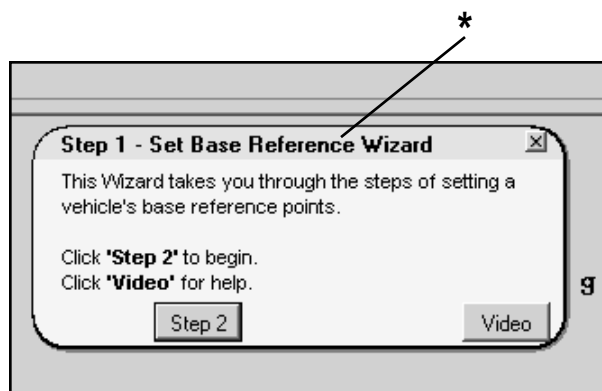 *
Step 1 - Set Base Reference Wizard
This Wizard takes you through the steps of setting a
vehicle's base reference points.
Click 'Step 2' to begin.
Click 'Video' for help.
g
Step 2 Video